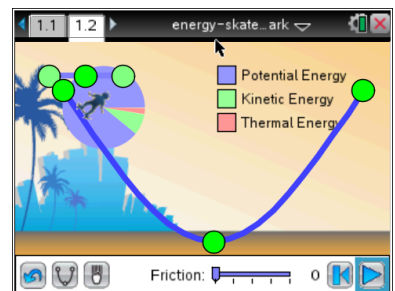 1.1 1.2 energy-skate...ark
Potential Energy
Kinetic Energy
Thermal Energy
Friction: 0